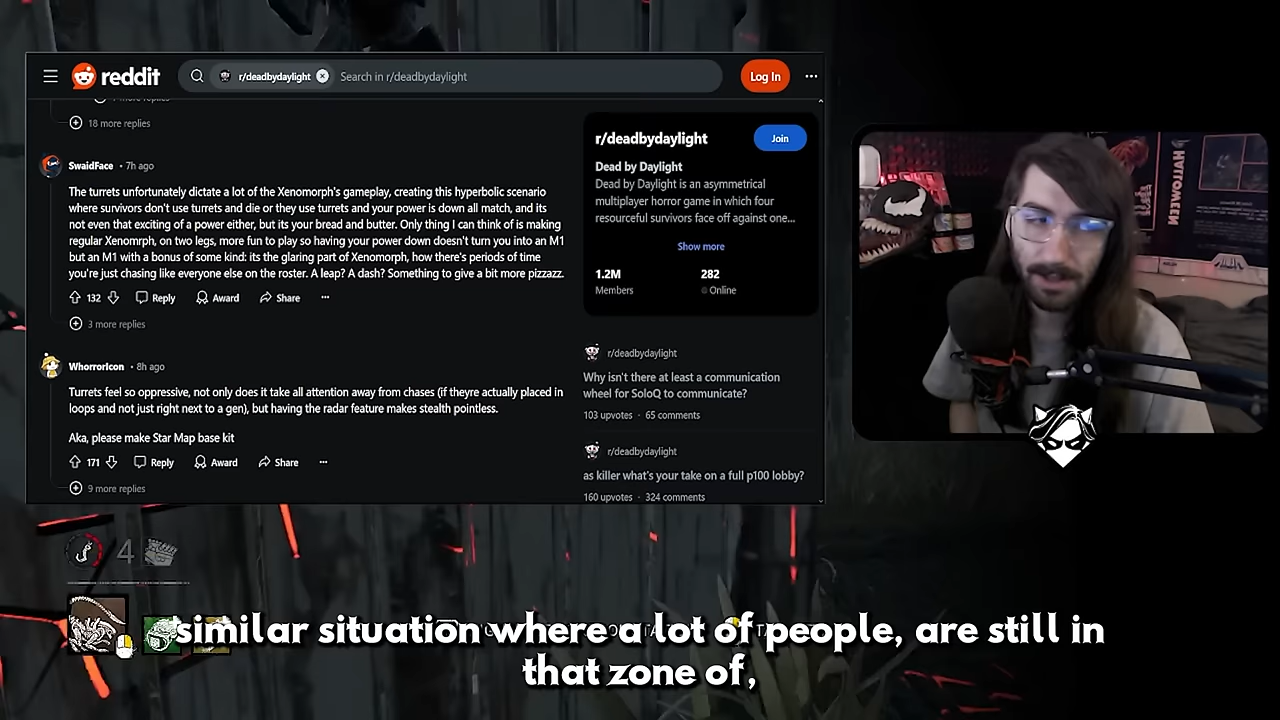 reddit
r/deadbydaylight
Search in r/deadbydaylight
Log In
18 more replies
SwaidFace • 7h ago
The turrets unfortunately dictate a lot of the Xenomorph's gameplay, creating this hyperbolic scenario
where survivors don't use turrets and die or they use turrets and your power is down all match, and its
not even that exciting of a power either, but its your bread and butter. Only thing I can think of is making
regular Xenomrph, on two legs, more fun to play so having your power down doesn't turn you into an M1
but an M1 with a bonus of some kind: its the glaring part of Xenomorph, how there's periods of time
you're just chasing like everyone else on the roster. A leap? A dash? Something to give a bit more pizzazz.
132 Reply Award Share
3 more replies
WhorrorIcon • 8h ago
Turrets feel so oppressive, not only does it take all attention away from chases (if theyre actually placed in
loops and not just right next to a gen), but having the radar feature makes stealth pointless.
Aka, please make Star Map base kit
171 Reply Award Share
9 more replies
r/deadbydaylight
Join
Dead by Daylight
Dead by Daylight is an asymmetrical
multiplayer horror game in which four
resourceful survivors face off against one...
Show more
1.2M 282
Members Online
r/deadbydaylight
Why isn't there at least a communication
wheel for SoloQ to communicate?
103 upvotes · 65 comments
r/deadbydaylight
as killer what's your take on a full p100 lobby?
160 upvotes · 324 comments
HALLOWEEN
4
similar situation where a lot of people, are still in
that zone of,